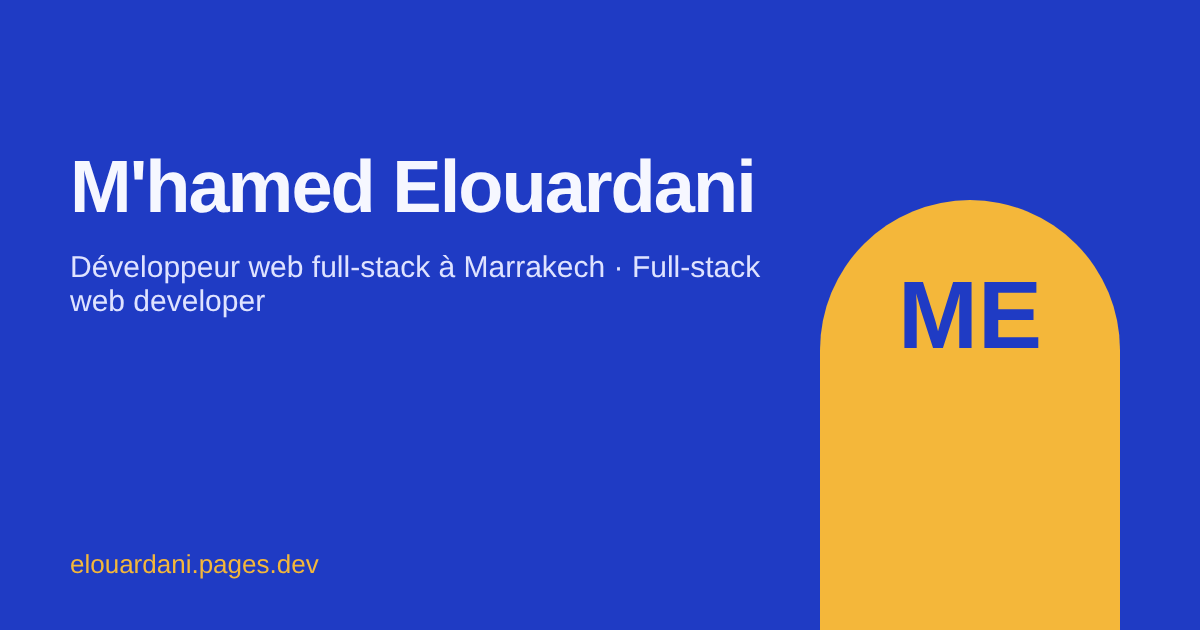 M'hamed Elouardani
Développeur web full-stack à Marrakech · Full-stack
web developer
ME
elouardani.pages.dev